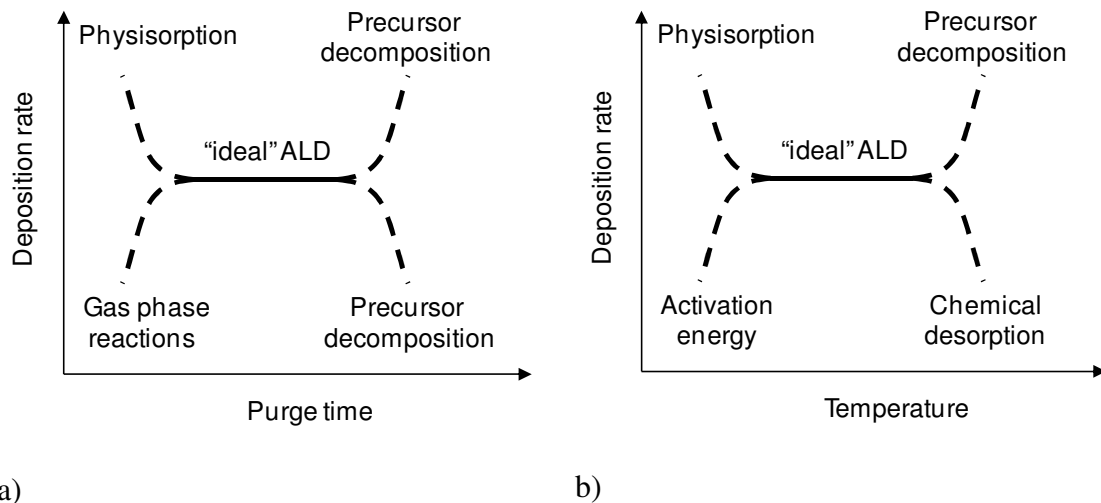 Physisorption
Precursor
decomposition
Deposition rate
“ideal” ALD
Gas phase
reactions
Precursor
decomposition
Purge time
a)
Physisorption
Precursor
decomposition
Deposition rate
“ideal” ALD
Activation
energy
Chemical
desorption
Temperature
b)